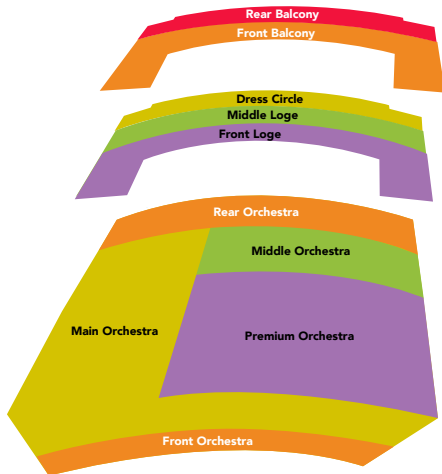 Rear Balcony
Front Balcony
Dress Circle
Middle Loge
Front Loge
Rear Orchestra
Middle Orchestra
Main Orchestra
Premium Orchestra
Front Orchestra